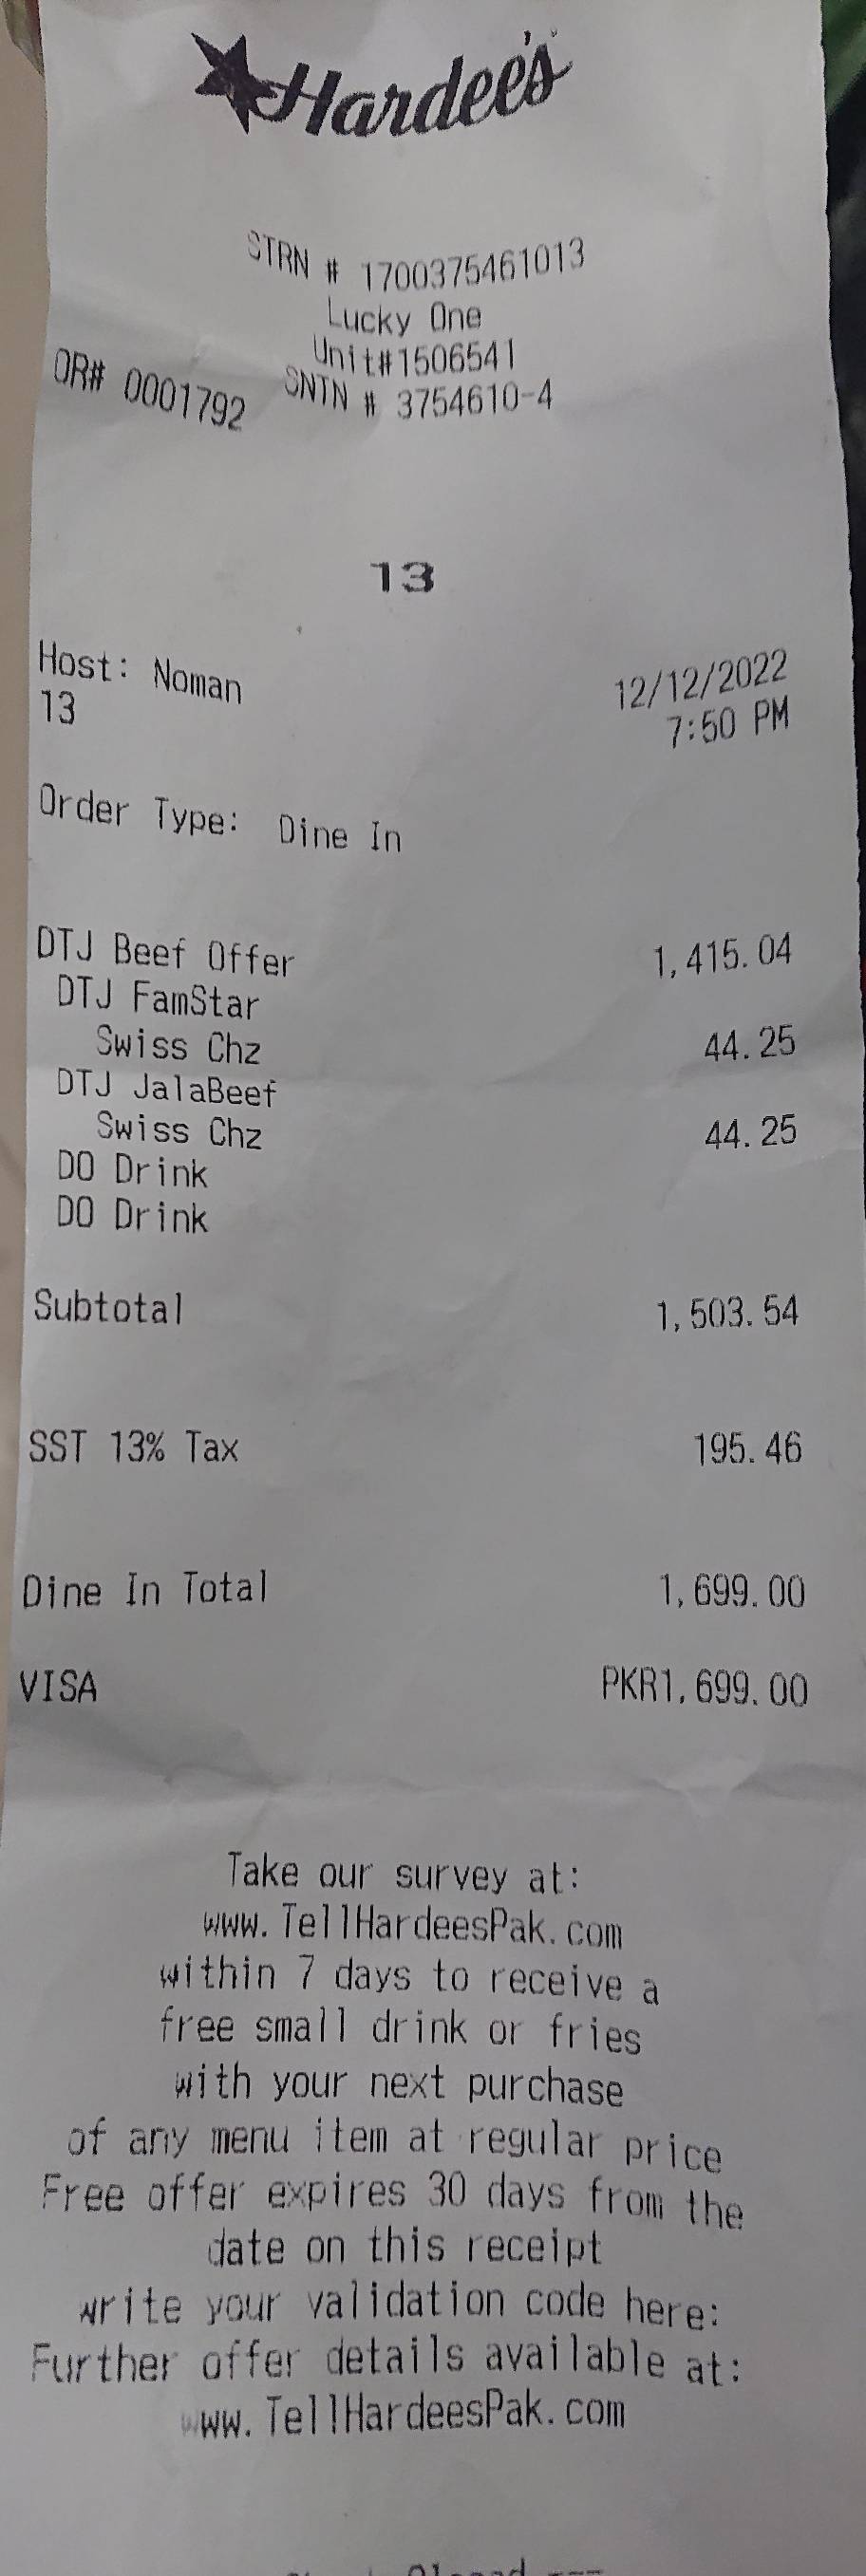 Hardee's
STRN # 1700375461013
Lucky One
Unit#1506541
OR# 0001792 SNTN # 3754610-4
13
Host: Noman 12/12/2022
13 7:50 PM
Order Type: Dine In
DTJ Beef Offer 1,415.04
DTJ FamStar
Swiss Chz 44.25
DTJ JalaBeef
Swiss Chz 44.25
DO Drink
DO Drink
Subtotal 1,503.54
SST 13% Tax 195.46
Dine In Total 1,699.00
VISA PKR1,699.00
Take our survey at:
www.TellHardeesPak.com
within 7 days to receive a
free small drink or fries
with your next purchase
of any menu item at regular price
Free offer expires 30 days from the
date on this receipt
write your validation code here:
Further offer details available at:
www.TellHardeesPak.com